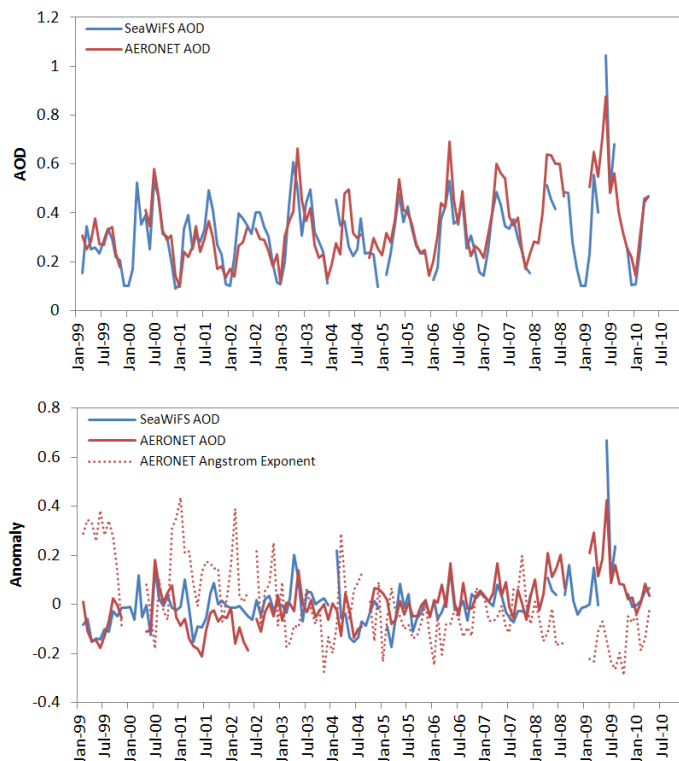 1.2
1
0.8
0.6
0.4
0.2
0
AOD
SeaWiFS AOD
AERONET AOD
Jan-99
Jul-99
Jan-00
Jul-00
Jan-01
Jul-01
Jan-02
Jul-02
Jan-03
Jul-03
Jan-04
Jul-04
Jan-05
Jul-05
Jan-06
Jul-06
Jan-07
Jul-07
Jan-08
Jul-08
Jan-09
Jul-09
Jan-10
Jul-10
0.8
0.6
0.4
0.2
0
-0.2
-0.4
Anomaly
SeaWiFS AOD
AERONET AOD
AERONET Angstrom Exponent
Jan-99
Jul-99
Jan-00
Jul-00
Jan-01
Jul-01
Jan-02
Jul-02
Jan-03
Jul-03
Jan-04
Jul-04
Jan-05
Jul-05
Jan-06
Jul-06
Jan-07
Jul-07
Jan-08
Jul-08
Jan-09
Jul-09
Jan-10
Jul-10